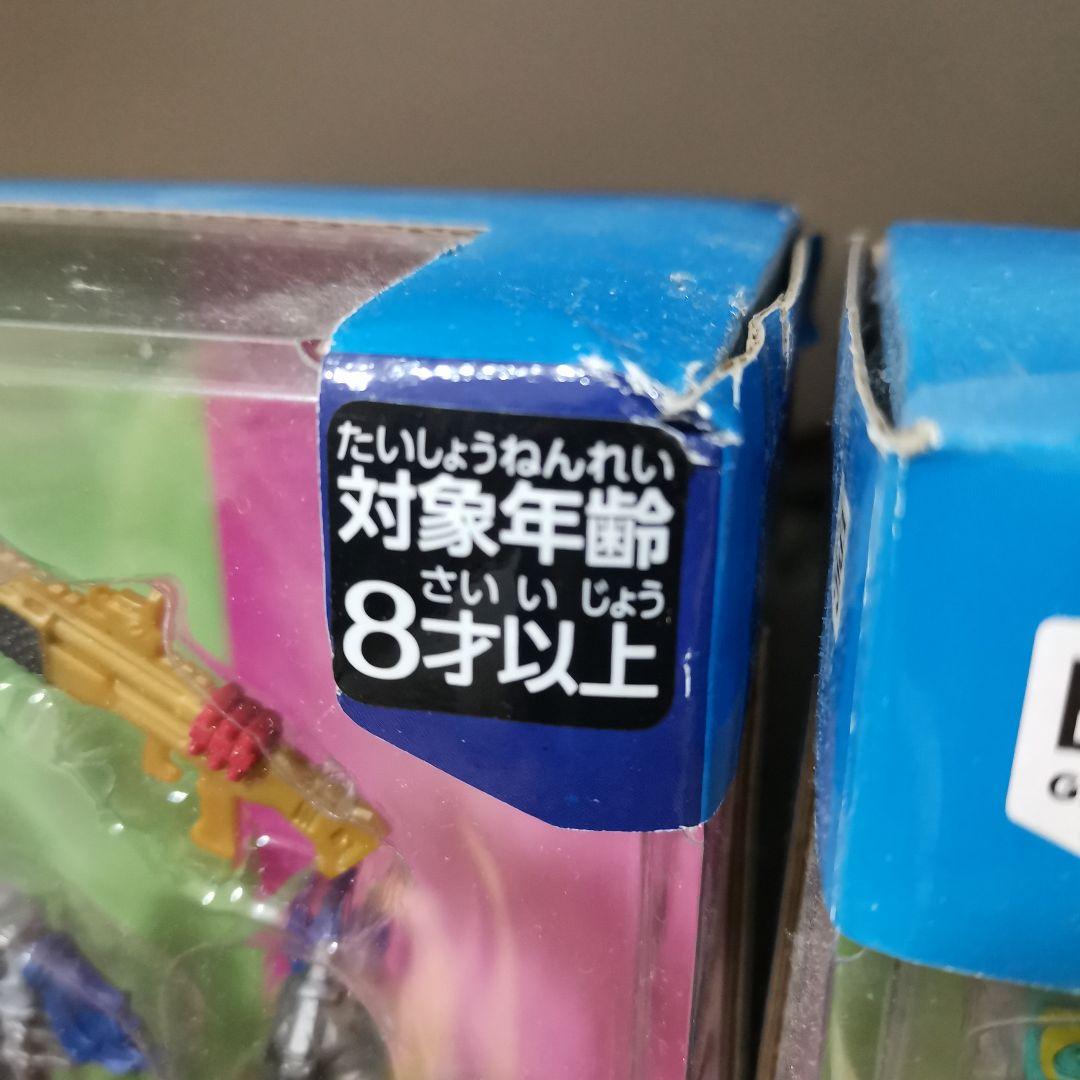 たいしょうねんれい
対象年齢
さい い じょう
8才以上
G